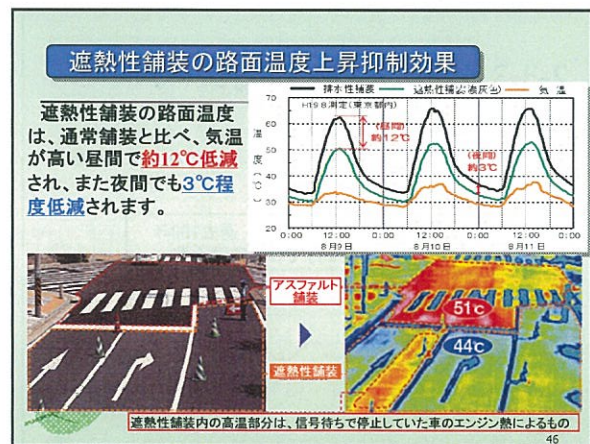 遮熱性舗装の路面温度上昇抑制効果
遮熱性舗装の路面温度
は、通常舗装と比べ、気温
が高い昼間で約12℃低減
され、また夜間でも3℃程
度低減されます。
排水性舗装 遮熱性舗装(濃灰色) 気温
H19.8測定(東京都内)
(昼間)
約12℃
(夜間)
約3℃
温度(℃)
80
70
60
50
40
30
20
0:00 12:00 0:00 12:00 0:00 12:00 0:00
8月9日 8月10日 8月11日
アスファルト
舗装
遮熱性舗装
51℃
44℃
遮熱性舗装内の高温部分は、信号待ちで停止していた車のエンジン熱によるもの
46